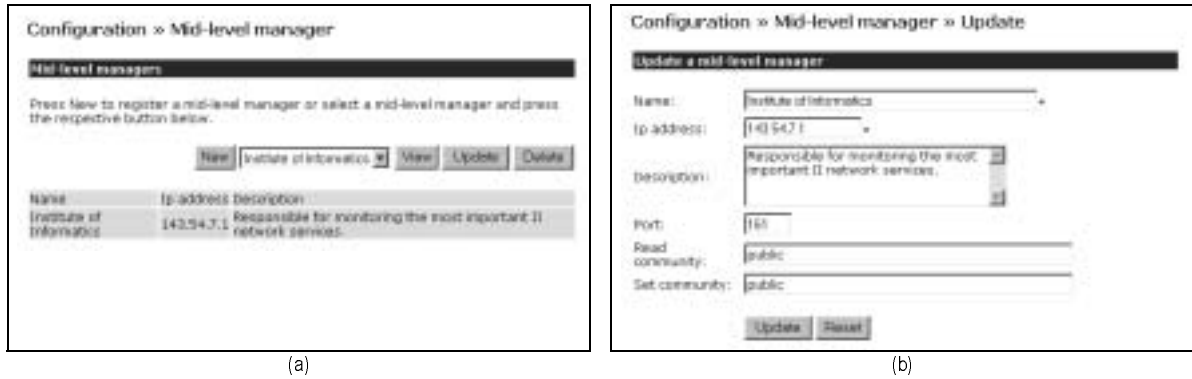 Configuration » Mid-level manager
Mid-level managers
Press New to register a mid-level manager or select a mid-level manager and press
the respective button below.
New Institute of Informatics View Update Delete
Name Ip address Description
Institute of
Informatics 143.54.7.1 Responsible for monitoring the most important II
network services.
(a)
Configuration » Mid-level manager » Update
Update a mid-level manager
Name: Institute of Informatics *
Ip address: 143.54.7.1 *
Description: Responsible for monitoring the most
important II network services.
Port: 161
Read
community: public
Set community: public
Update Reset
(b)